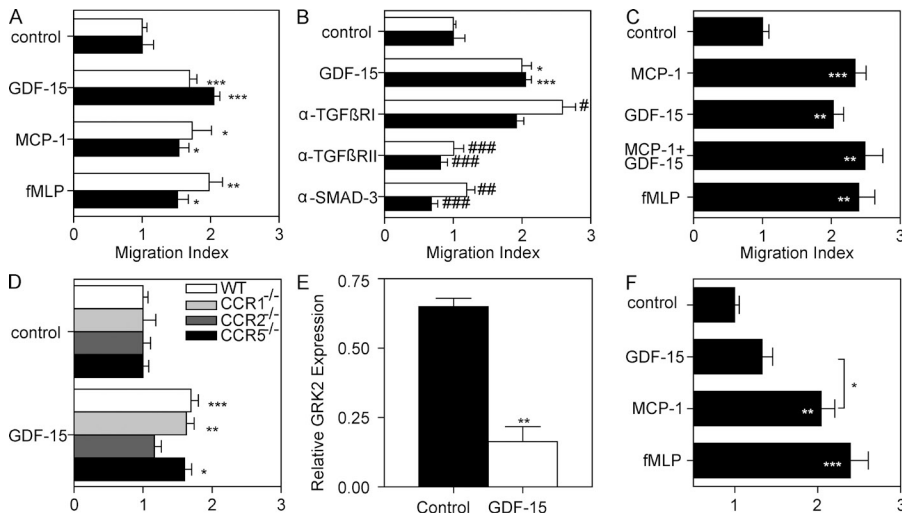 A
control
GDF-15
***
***
MCP-1
*
*
fMLP
**
*
0 1 2 3
Migration Index
B
control
GDF-15
*
***
α-TGFßRI
#
α-TGFßRII
###
###
α-SMAD-3
##
###
0 1 2 3
Migration Index
C
control
MCP-1
***
GDF-15
**
MCP-1+
GDF-15
**
fMLP
**
0 1 2 3
Migration Index
D
WT
CCR1-/-
CCR2-/-
CCR5-/-
control
GDF-15
***
**
*
0 1 2 3
E
Relative GRK2 Expression
0.75
0.50
0.25
0.00
**
Control GDF-15
F
control
GDF-15
*
MCP-1
**
fMLP
***
1 2 3